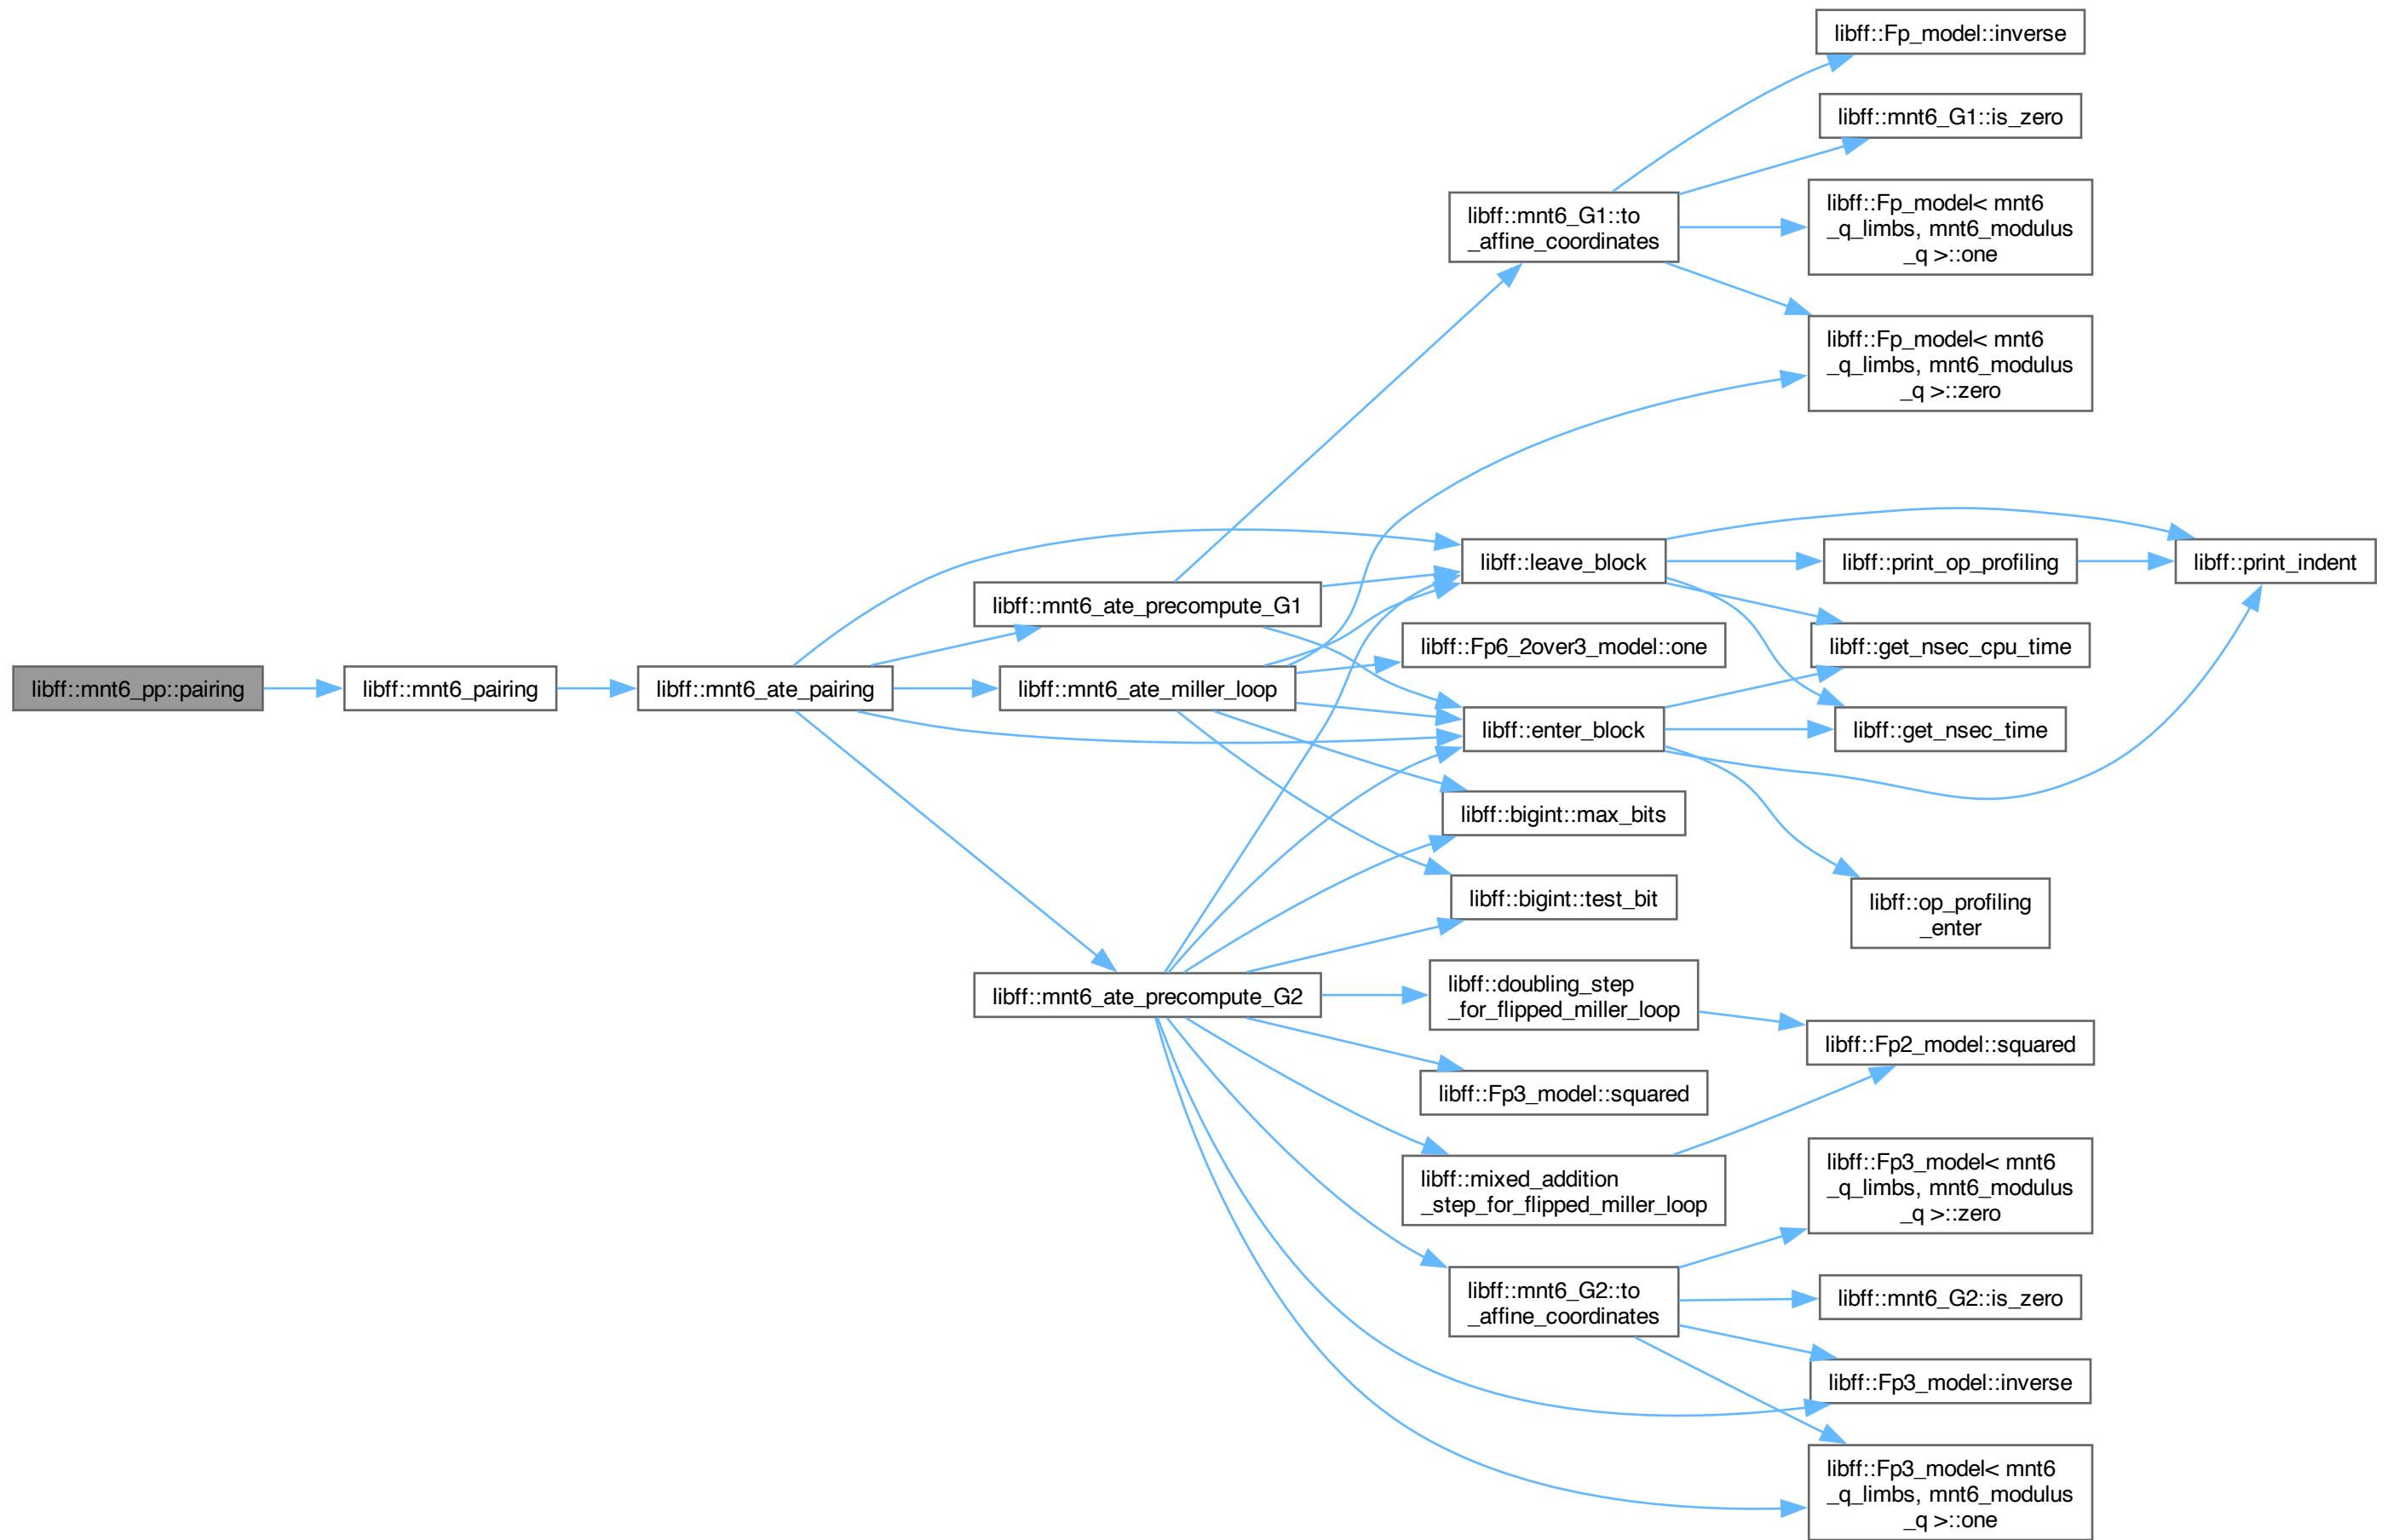 libff::mnt6_pp::pairing
libff::mnt6_pairing
libff::mnt6_ate_pairing
libff::mnt6_ate_precompute_G1
libff::mnt6_ate_miller_loop
libff::mnt6_ate_precompute_G2
libff::mnt6_G1::to
_affine_coordinates
libff::leave_block
libff::Fp6_2over3_model::one
libff::enter_block
libff::bigint::max_bits
libff::bigint::test_bit
libff::doubling_step
_for_flipped_miller_loop
libff::Fp3_model::squared
libff::mixed_addition
_step_for_flipped_miller_loop
libff::mnt6_G2::to
_affine_coordinates
libff::Fp_model::inverse
libff::mnt6_G1::is_zero
libff::Fp_model< mnt6
_q_limbs, mnt6_modulus
_q >::one
libff::Fp_model< mnt6
_q_limbs, mnt6_modulus
_q >::zero
libff::print_op_profiling
libff::get_nsec_cpu_time
libff::get_nsec_time
libff::op_profiling
_enter
libff::Fp2_model::squared
libff::Fp3_model< mnt6
_q_limbs, mnt6_modulus
_q >::zero
libff::mnt6_G2::is_zero
libff::Fp3_model::inverse
libff::Fp3_model< mnt6
_q_limbs, mnt6_modulus
_q >::one
libff::print_indent